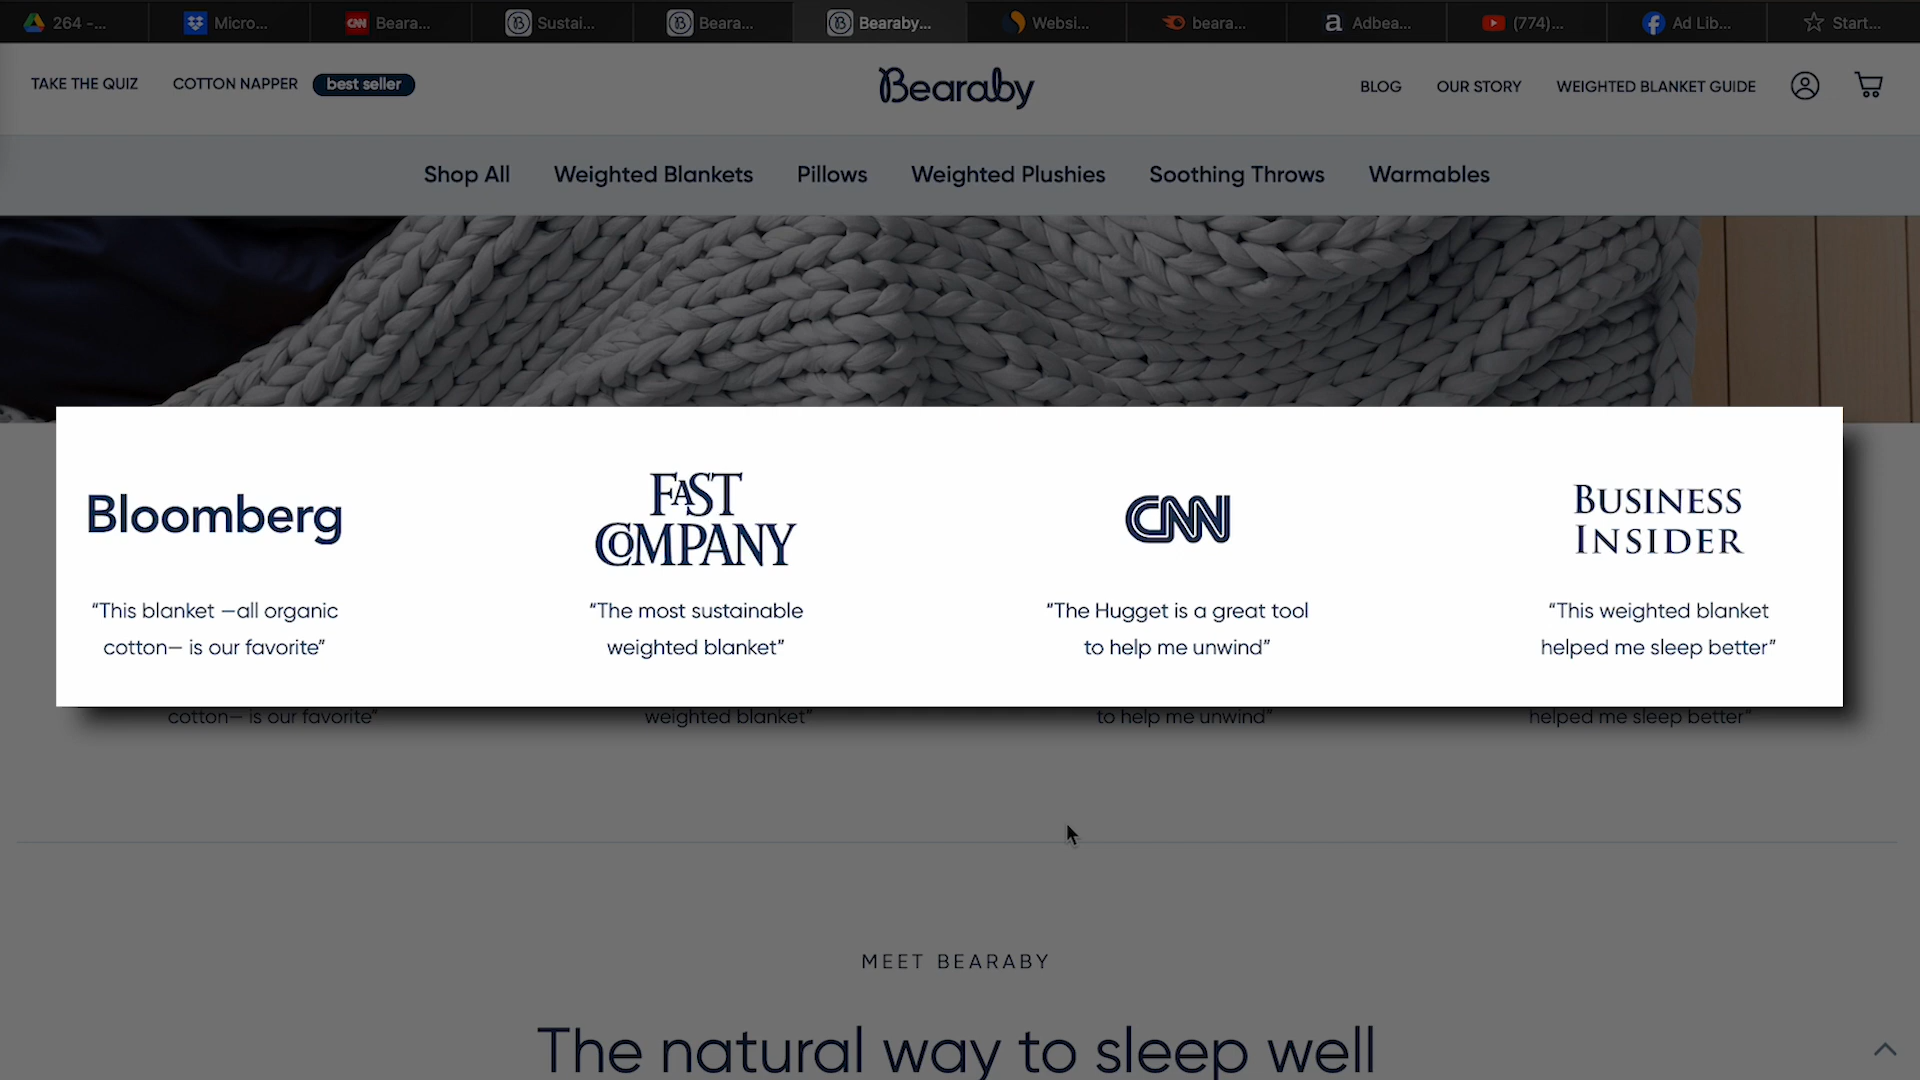 264 -...
Micro...
CNN
Beara...
Sustai...
Beara...
Bearaby...
Websi...
beara...
Adbea...
(774)...
Ad Lib...
Start...
TAKE THE QUIZ
COTTON NAPPER
best seller
Bearaby
BLOG
OUR STORY
WEIGHTED BLANKET GUIDE
Shop All
Weighted Blankets
Pillows
Weighted Plushies
Soothing Throws
Warmables
Bloomberg
“This blanket —all organic
cotton— is our favorite”
FAST
COMPANY
“The most sustainable
weighted blanket”
CNN
“The Hugget is a great tool
to help me unwind”
BUSINESS
INSIDER
“This weighted blanket
helped me sleep better”
cotton— is our favorite”
weighted blanket”
to help me unwind”
helped me sleep better”
MEET BEARABY
The natural way to sleep well